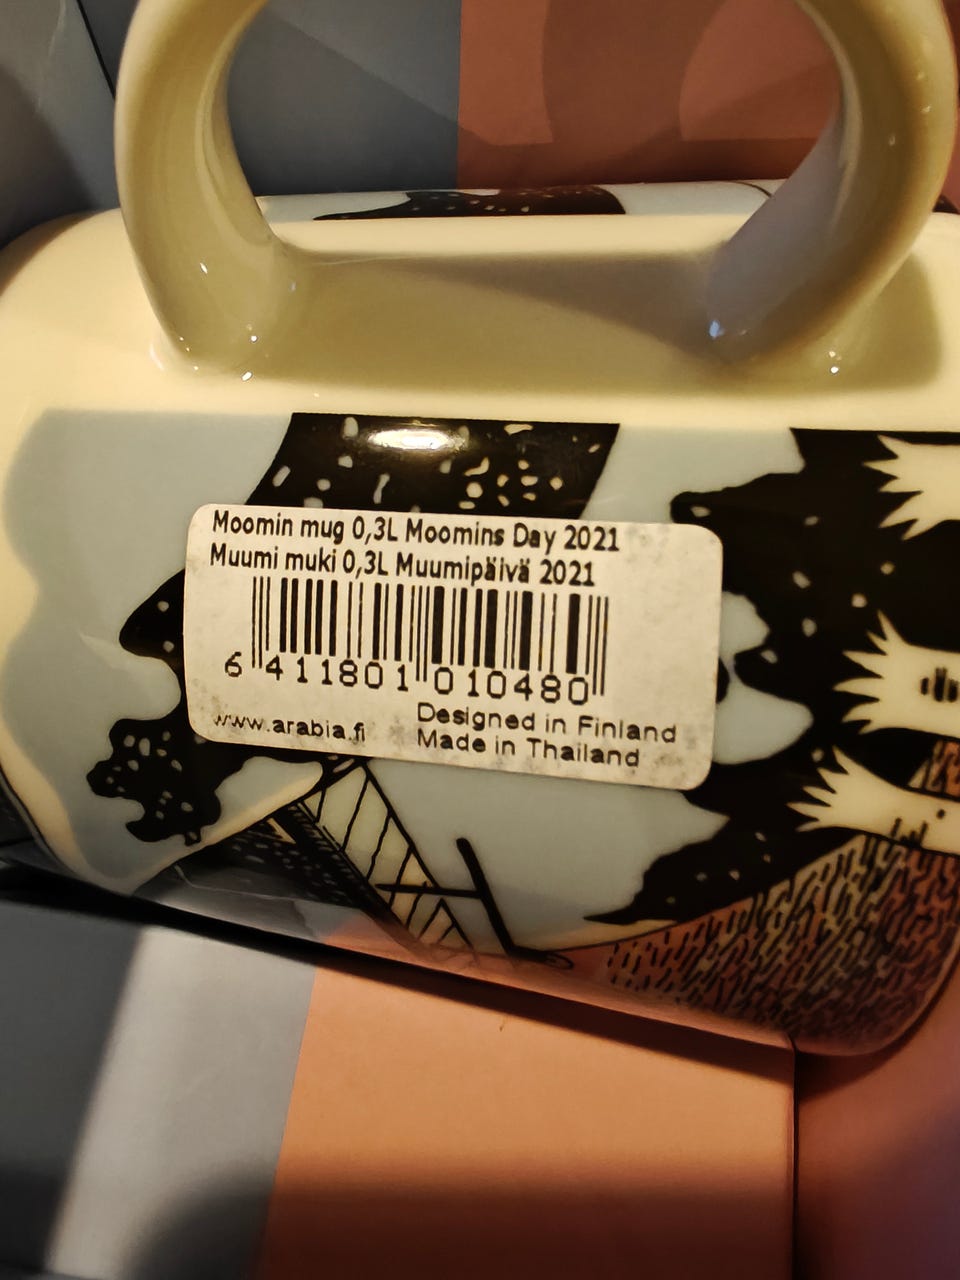 Moomin mug 0,3L Moomins Day 2021
Muumi muki 0,3L Muumipäivä 2021
6 411801 010480
www.arabia.fi
Designed in Finland
Made in Thailand